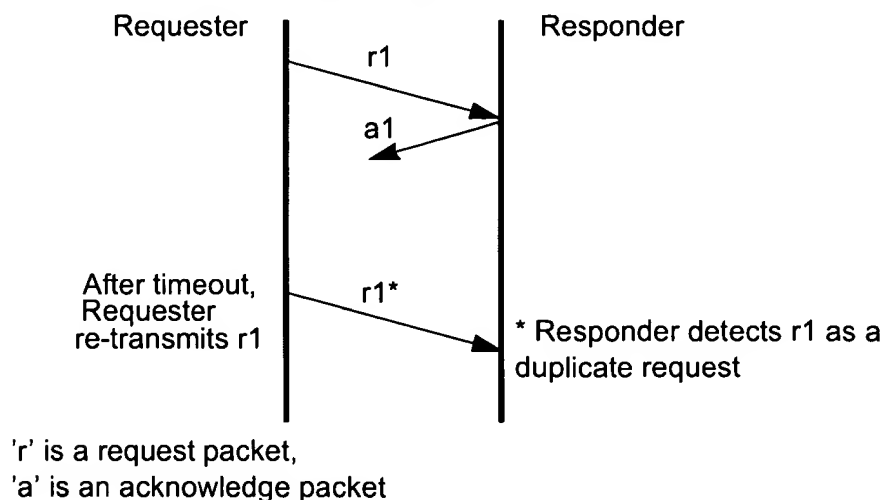 Requester
Responder
r1
a1
After timeout,
Requester
re-transmits r1
r1*
* Responder detects r1 as a
duplicate request
'r' is a request packet,
'a' is an acknowledge packet